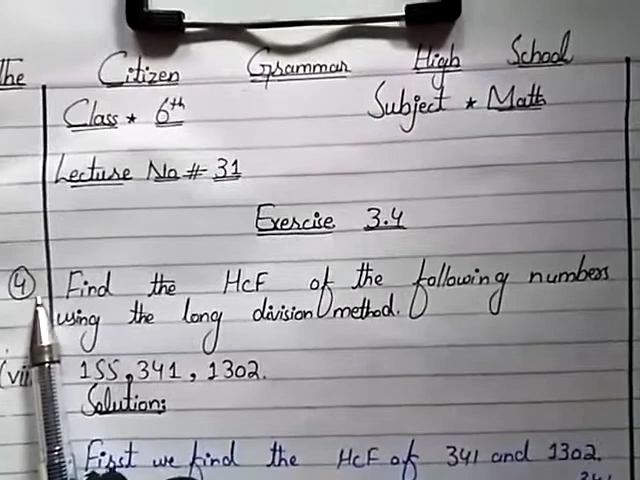 The Citizen Grammar High School
Class * 6th Subject * Math
Lecture No # 31
Exercise 3.4
4 Find the HCF of the following numbers
using the long division method.
(vii 155, 341, 1302.
Solution:
First we find the HCF of 341 and 1302.
341